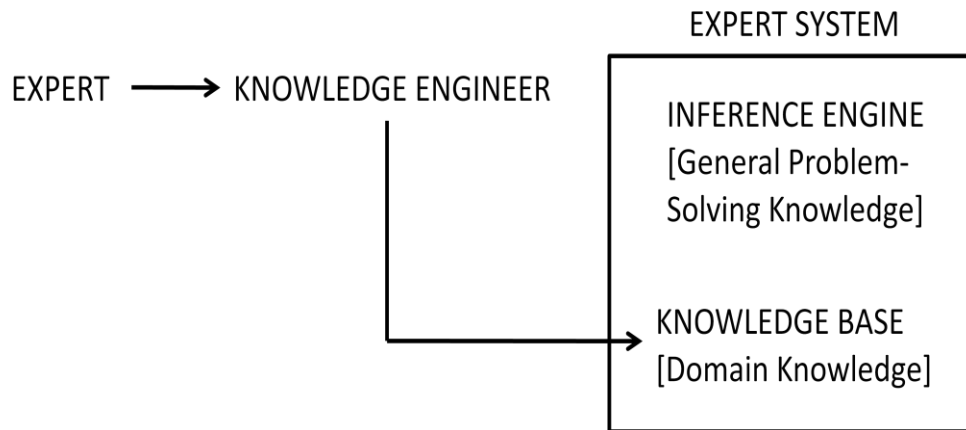 EXPERT SYSTEM
EXPERT
KNOWLEDGE ENGINEER
INFERENCE ENGINE
[General Problem-
Solving Knowledge]
KNOWLEDGE BASE
[Domain Knowledge]